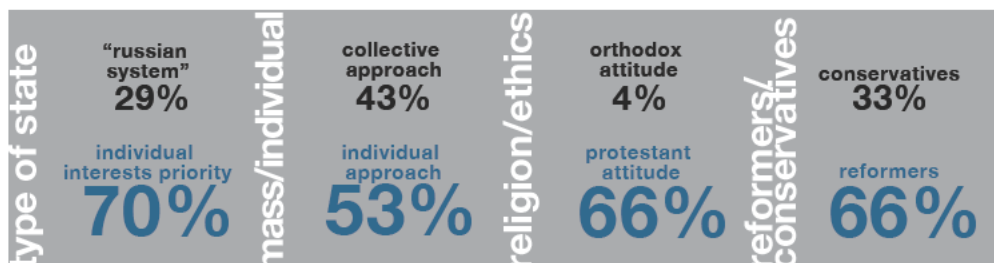 type of state
“russian
system”
29%
individual
interests priority
70%
mass/individual
collective
approach
43%
individual
approach
53%
religion/ethics
orthodox
attitude
4%
protestant
attitude
66%
reformers/
conservatives
conservatives
33%
reformers
66%